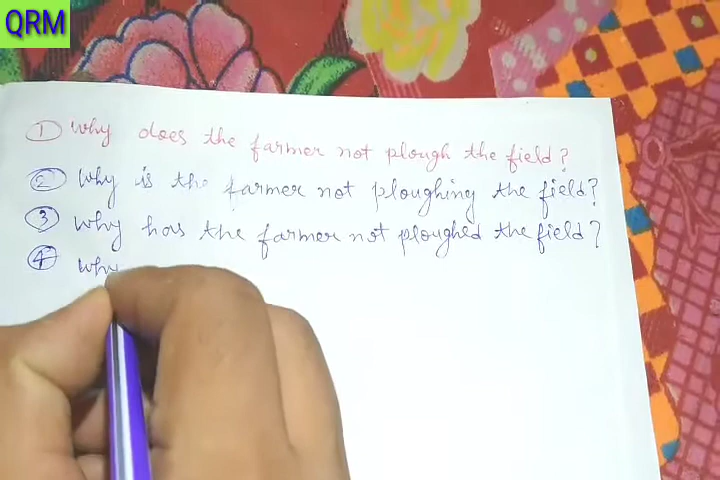 QRM
① why does the farmer not plough the field?
② why is the farmer not ploughing the field?
③ why has the farmer not ploughed the field?
④ why